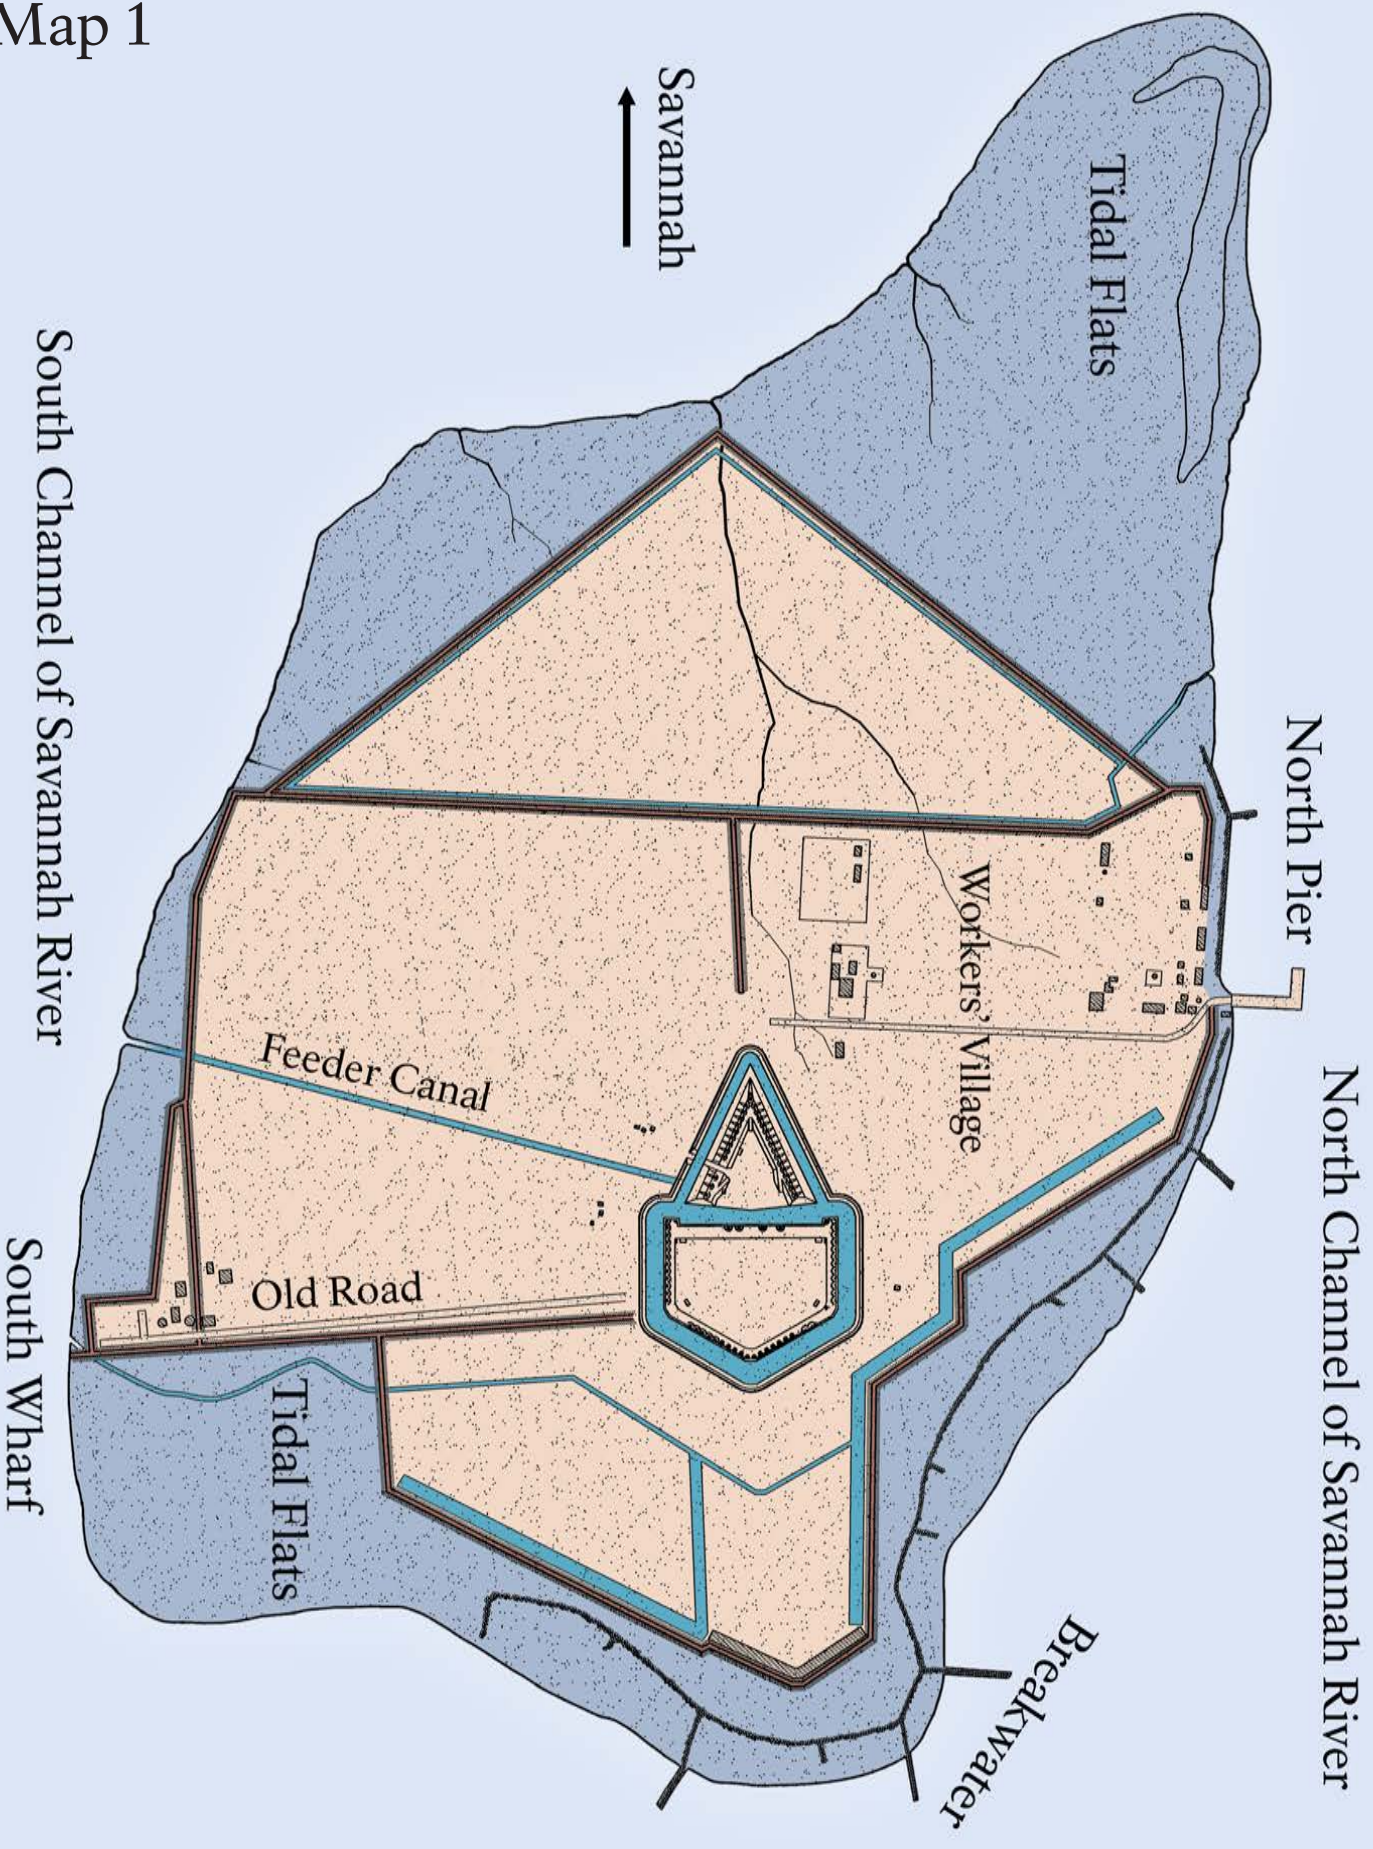 Map 1
Savannah
Tidal Flats
North Pier
North Channel of Savannah River
South Channel of Savannah River
Workers' Village
Feeder Canal
Old Road
Tidal Flats
South Wharf
Breakwater